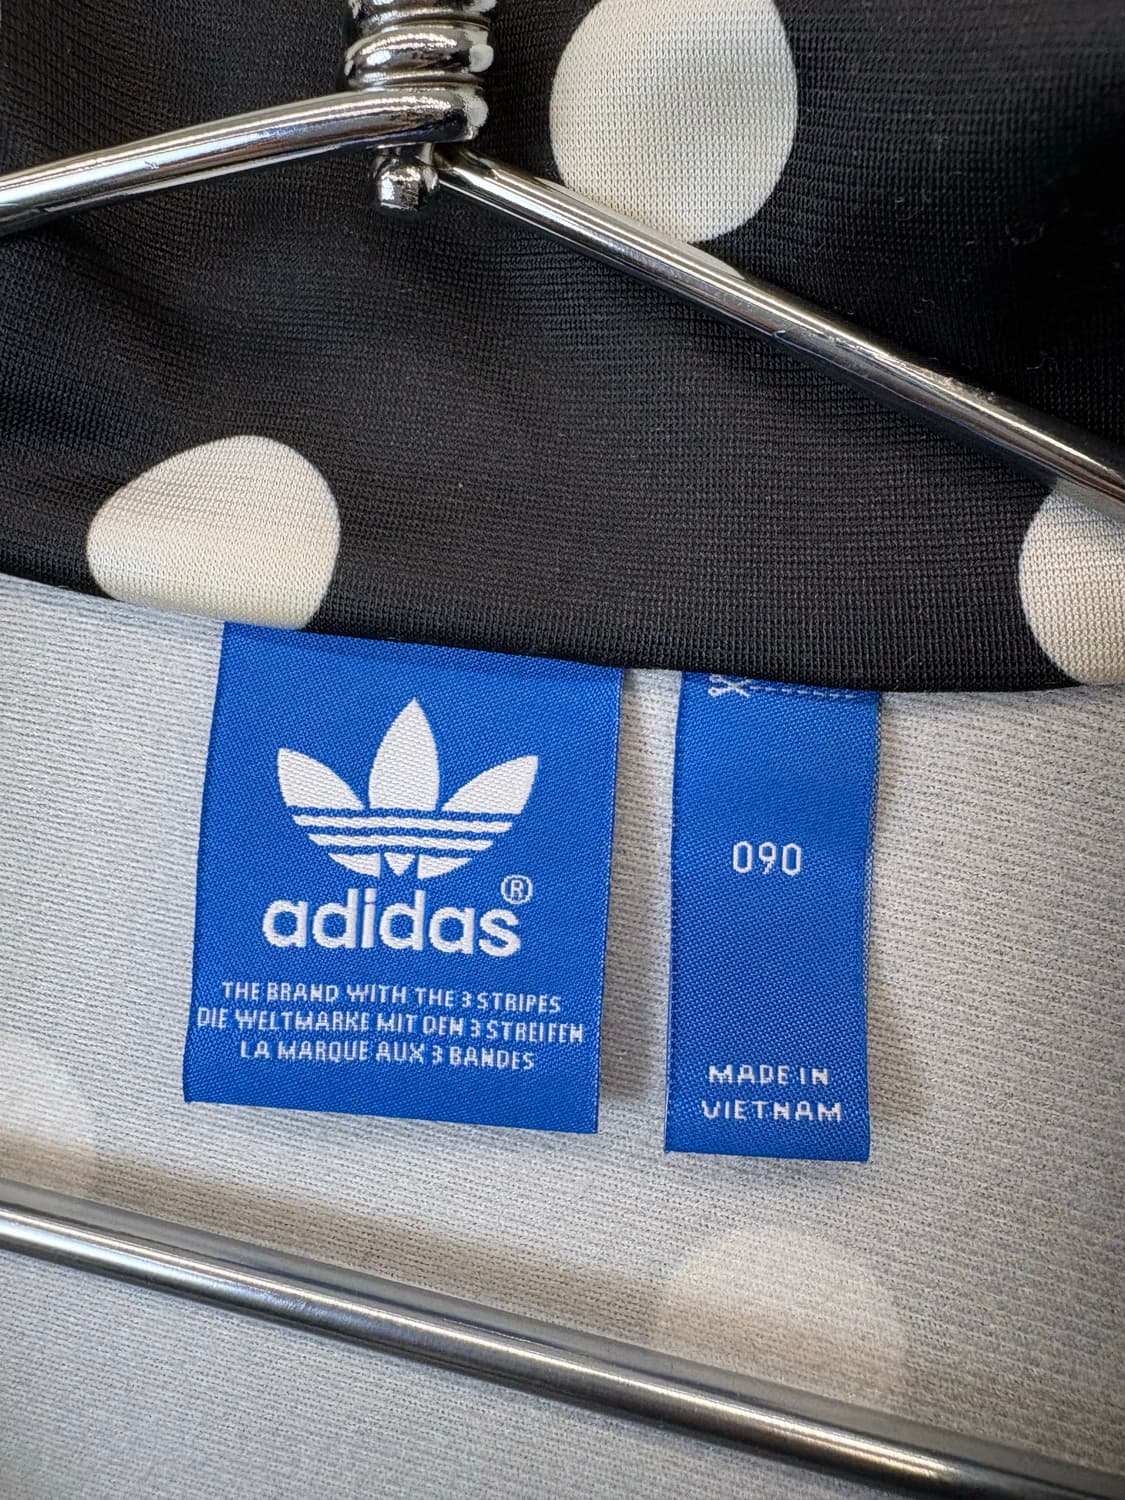 adidas®
THE BRAND WITH THE 3 STRIPES
DIE WELTMARKE MIT DEN 3 STREIFEN
LA MARQUE AUX 3 BANDES
090
MADE IN
VIETNAM